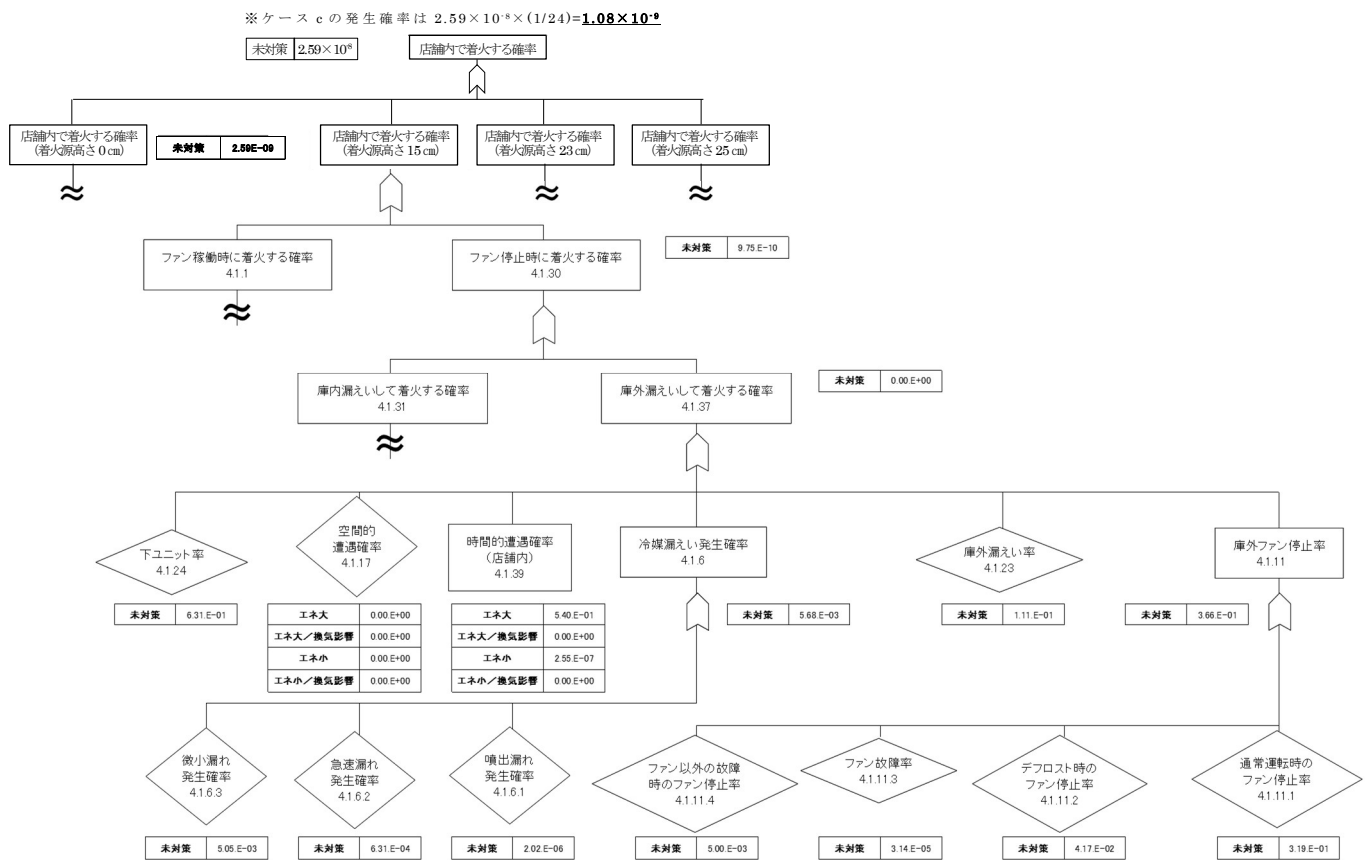 ※ケース c の発生確率は 2.59×10⁻⁸×(1/24)=1.08×10⁻⁹
未対策 2.59×10⁸
店舗内で着火する確率
店舗内で着火する確率
(着火源高さ 0 cm)
未対策 2.59E-09
店舗内で着火する確率
(着火源高さ 15 cm)
店舗内で着火する確率
(着火源高さ 23 cm)
店舗内で着火する確率
(着火源高さ 25 cm)
ファン稼働時に着火する確率
4.1.1
ファン停止時に着火する確率
4.1.30
未対策 9.75.E-10
庫内漏えいして着火する確率
4.1.31
庫外漏えいして着火する確率
4.1.37
未対策 0.00.E+00
下ユニット率
4.1.24
空間的
遭遇確率
4.1.17
時間的遭遇確率
(店舗内)
4.1.39
冷媒漏えい発生確率
4.1.6
庫外漏えい率
4.1.23
庫外ファン停止率
4.1.11
未対策 6.31.E-01
エネ大 0.00.E+00
エネ大/換気影響 0.00.E+00
エネ小 0.00.E+00
エネ小/換気影響 0.00.E+00
エネ大 5.40.E-01
エネ大/換気影響 0.00.E+00
エネ小 2.55.E-07
エネ小/換気影響 0.00.E+00
未対策 5.68.E-03
未対策 1.11.E-01
未対策 3.66.E-01
微小漏れ
発生確率
4.1.6.3
急速漏れ
発生確率
4.1.6.2
噴出漏れ
発生確率
4.1.6.1
ファン以外の故障
時のファン停止率
4.1.11.4
ファン故障率
4.1.11.3
デフロスト時の
ファン停止率
4.1.11.2
通常運転時の
ファン停止率
4.1.11.1
未対策 5.05.E-03
未対策 6.31.E-04
未対策 2.02.E-06
未対策 5.00.E-03
未対策 3.14.E-05
未対策 4.17.E-02
未対策 3.19.E-01